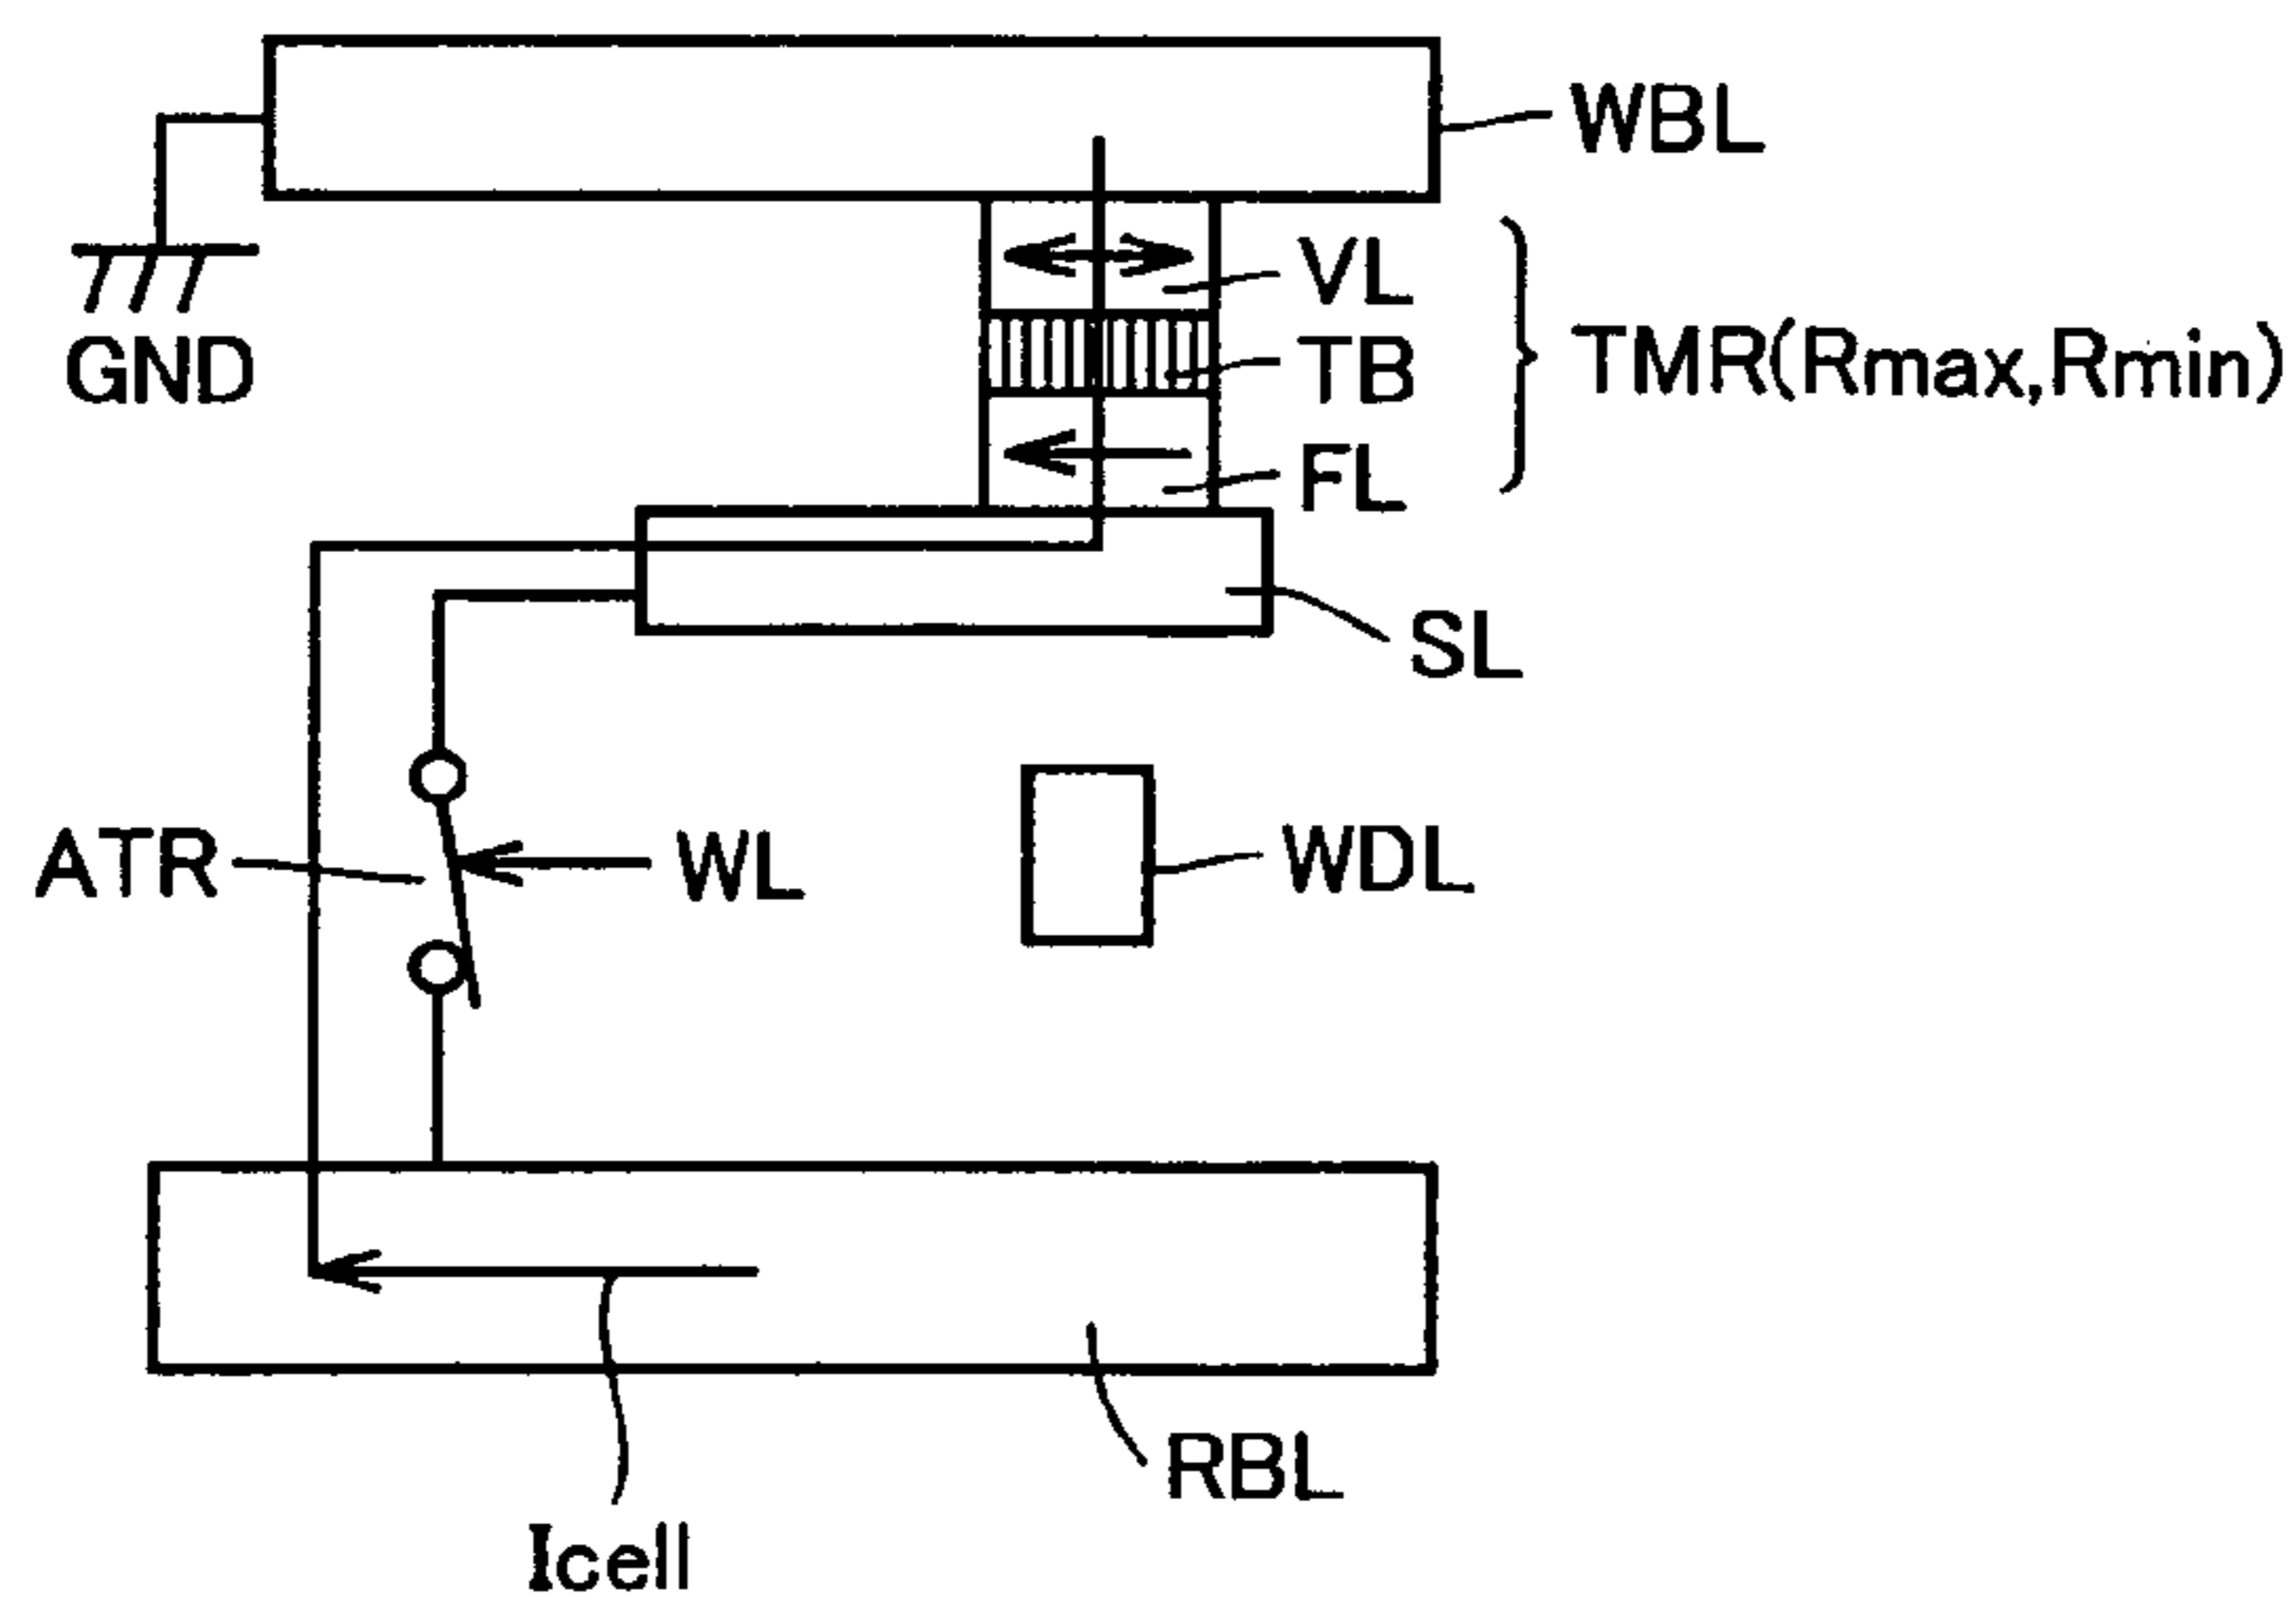 WBL
VL
GND
TB
TMR(Rmax,Rmin)
FL
SL
ATR
WL
WDL
RBL
Icell